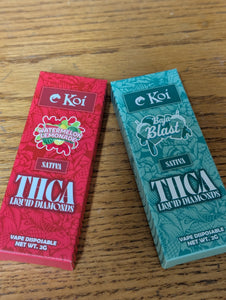 Koi
WATERMELON
LEMONADE
SATIVA
THCA
LIQUID DIAMONDS
VAPE DISPOSABLE
NET WT. 2G
Koi
Baja
Blast
SATIVA
THCA
LIQUID DIAMONDS
VAPE DISPOSABLE
NET WT. 2G